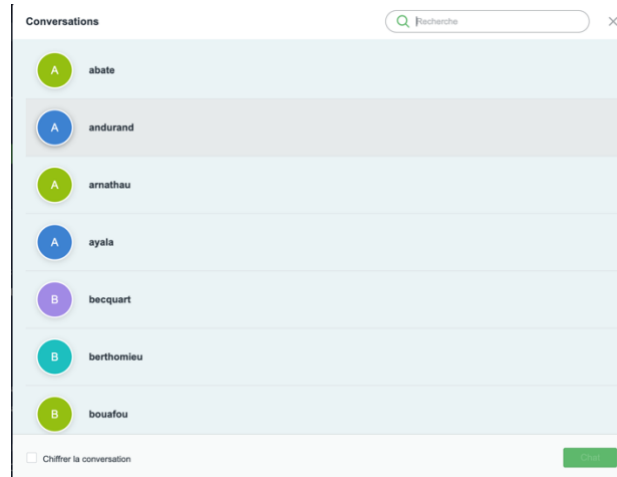 Conversations
Recherche
A abate
A andurand
A arnathau
A ayala
B becquart
B berthomieu
B bouafou
Chiffrer la conversation
Chat